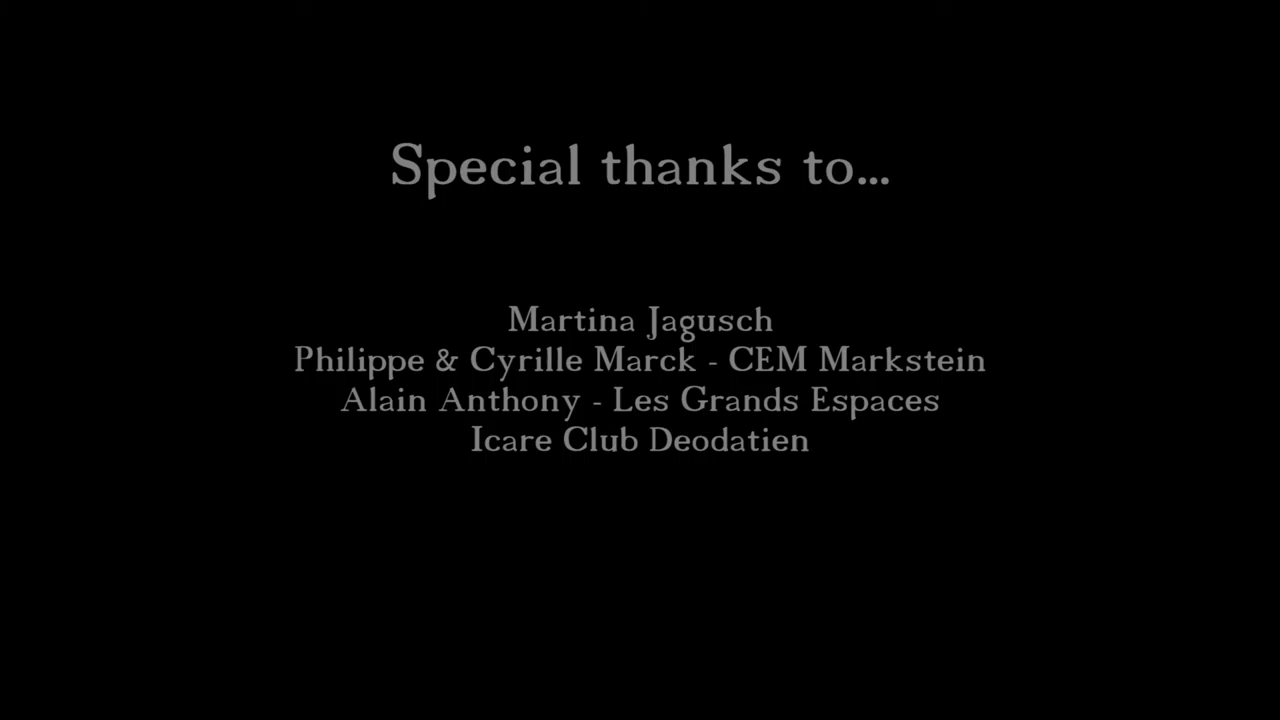 Special thanks to...
Martina Jagusch
Philippe & Cyrille Marck - CEM Markstein
Alain Anthony - Les Grands Espaces
Icare Club Deodatien